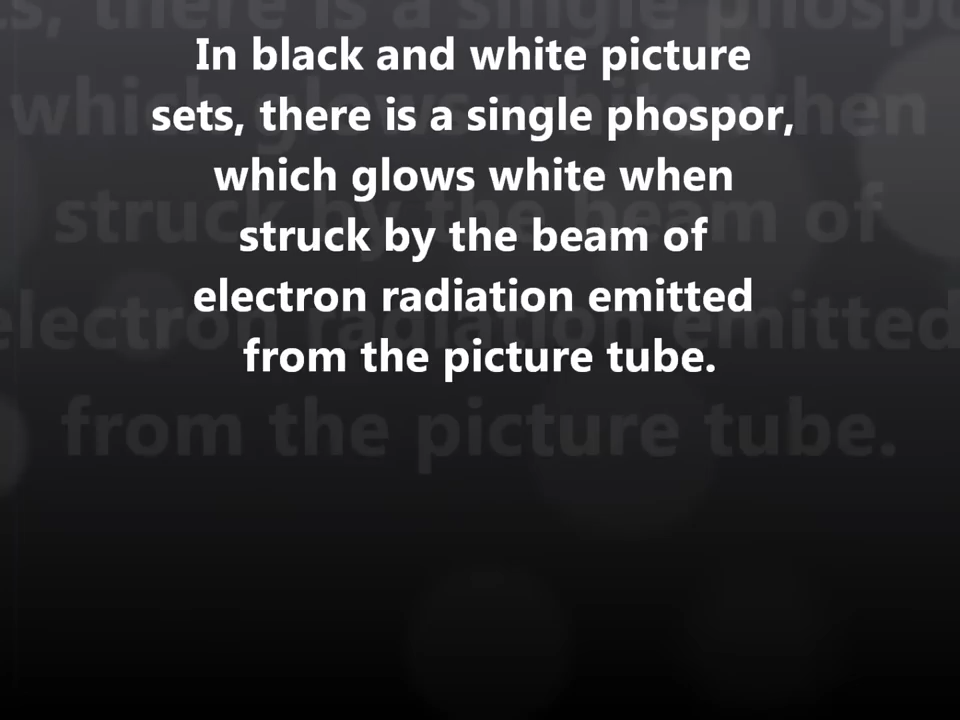 In black and white picture
sets, there is a single phospor,
which glows white when
struck by the beam of
electron radiation emitted
from the picture tube.